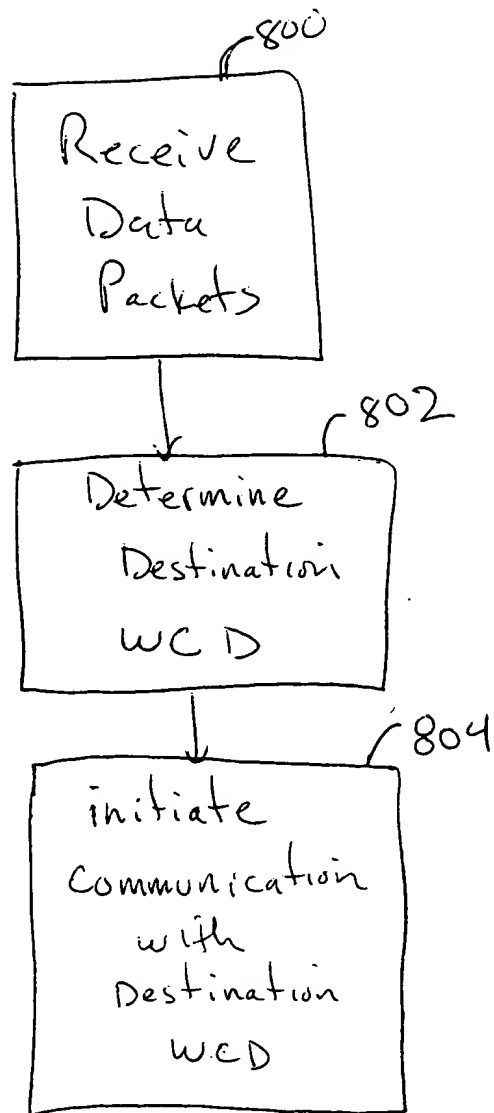 800
Receive
Data
Packets
802
Determine
Destination
WCD
804
initiate
Communication
with
Destination
WCD